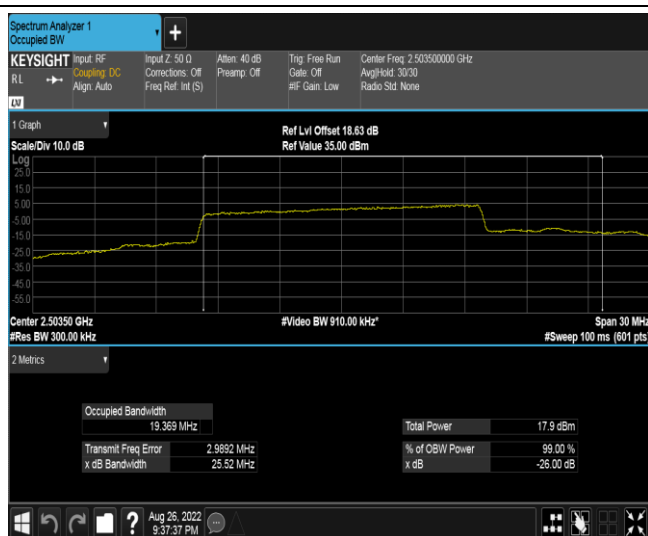 Spectrum Analyzer 1
Occupied BW
+
KEYSIGHT Input: RF Input Z: 50 Ω Atten: 40 dB Trig: Free Run Center Freq: 2.503500000 GHz
RL Coupling: DC Corrections: Off Preamp: Off Gate: Off Avg|Hold: 30/30
Align: Auto Freq Ref: Int (S) #IF Gain: Low Radio Std: None
LXI
1 Graph
Ref Lvl Offset 18.63 dB
Scale/Div 10.0 dB Ref Value 35.00 dBm
Log
25.0
15.0
5.00
-5.00
-15.0
-25.0
-35.0
-45.0
-55.0
Center 2.50350 GHz #Video BW 910.00 kHz* Span 30 MHz
#Res BW 300.00 kHz #Sweep 100 ms (601 pts)
2 Metrics
Occupied Bandwidth
19.369 MHz Total Power 17.9 dBm
Transmit Freq Error 2.9892 MHz % of OBW Power 99.00 %
x dB Bandwidth 25.52 MHz x dB -26.00 dB
? Aug 26, 2022
9:37:37 PM